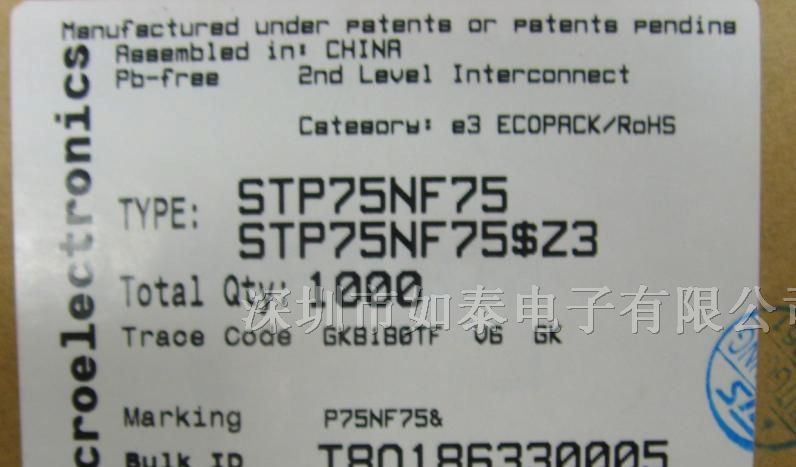 Manufactured under patents or patents pending
Assembled in: CHINA
Pb-free 2nd Level Interconnect
Category: e3 ECOPACK/RoHS
TYPE: STP75NF75
STP75NF75$Z3
Total Qty: 1000
深圳市如泰电子有限公司
Trace Code GK8180TF V6 GK
Marking P75NF75&
Bulk ID T80186330005
croelectronics